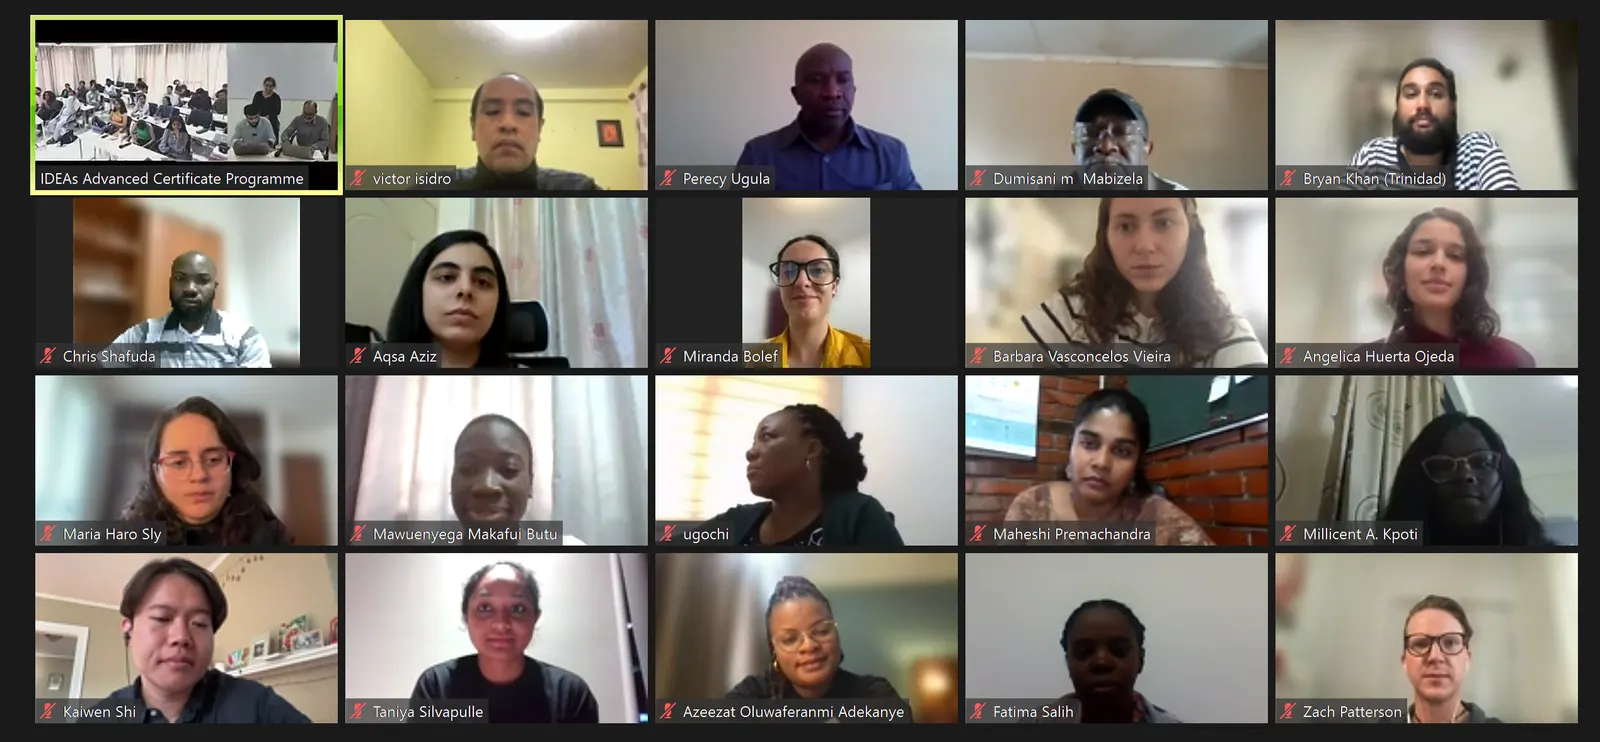 IDEAs Advanced Certificate Programme
victor isidro
Perecy Ugula
Dumisani m Mabizela
Bryan Khan (Trinidad)
Chris Shafuda
Aqsa Aziz
Miranda Bolef
Barbara Vasconcelos Vieira
Angelica Huerta Ojeda
Maria Haro Sly
Mawuenyega Makafui Butu
ugochi
Maheshi Premachandra
Millicent A. Kpoti
Kaiwen Shi
Taniya Silvapulle
Azeezat Oluwaferanmi Adekanye
Fatima Salih
Zach Patterson